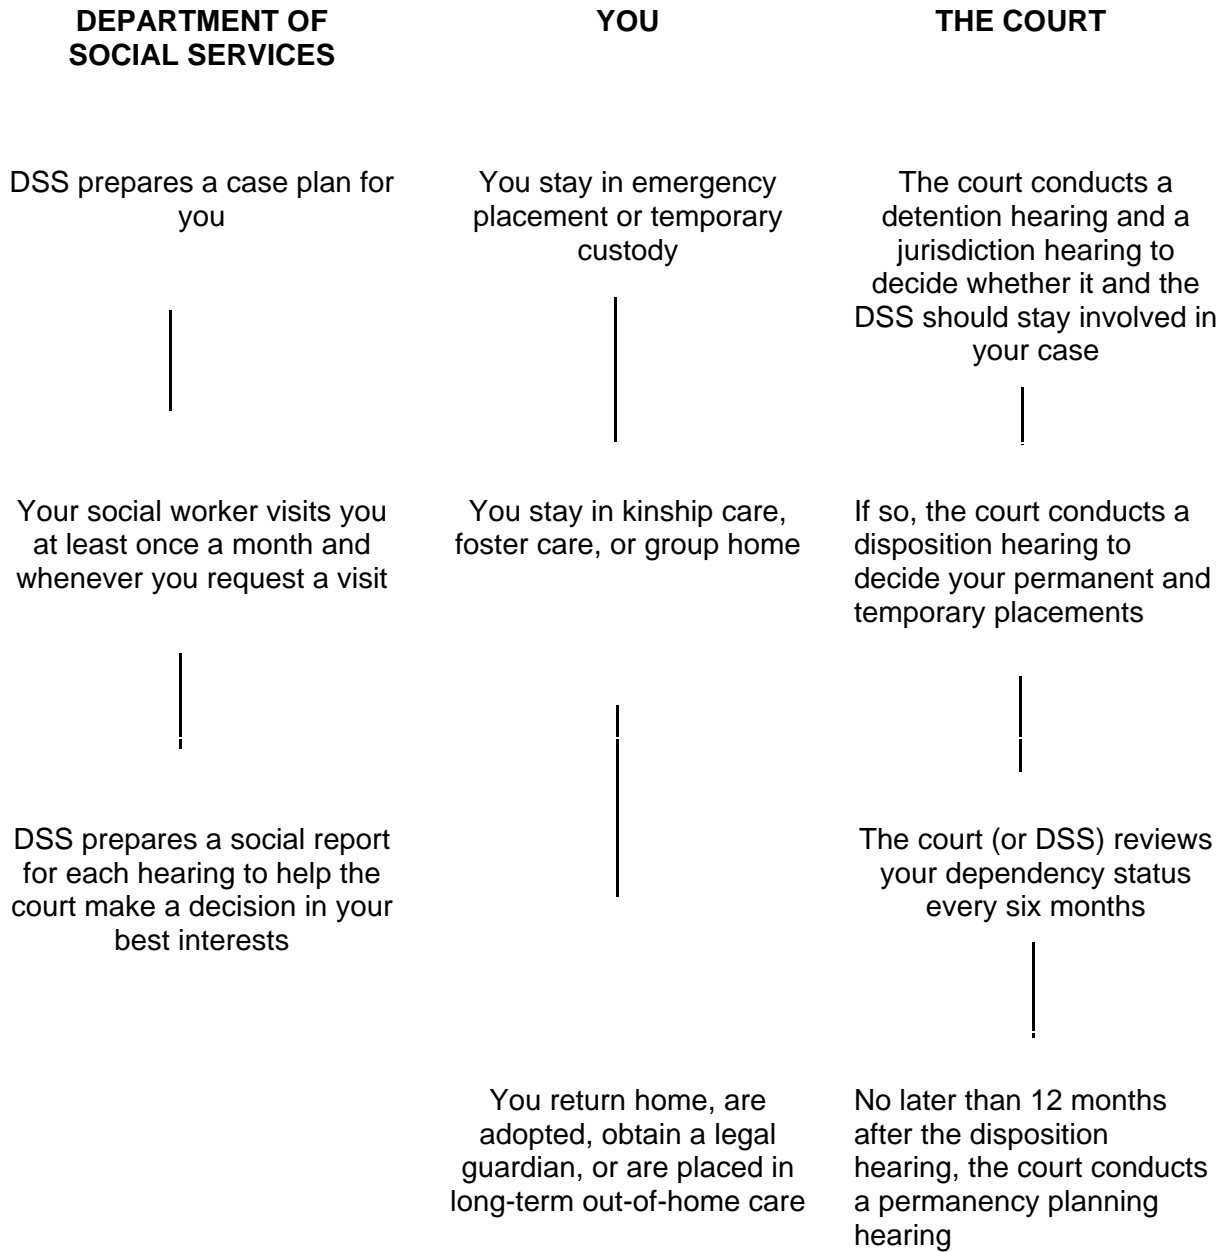 DEPARTMENT OF
SOCIAL SERVICES
YOU
THE COURT
DSS prepares a case plan for
you
You stay in emergency
placement or temporary
custody
The court conducts a
detention hearing and a
jurisdiction hearing to
decide whether it and the
DSS should stay involved in
your case
Your social worker visits you
at least once a month and
whenever you request a visit
You stay in kinship care,
foster care, or group home
If so, the court conducts a
disposition hearing to
decide your permanent and
temporary placements
DSS prepares a social report
for each hearing to help the
court make a decision in your
best interests
The court (or DSS) reviews
your dependency status
every six months
You return home, are
adopted, obtain a legal
guardian, or are placed in
long-term out-of-home care
No later than 12 months
after the disposition
hearing, the court conducts
a permanency planning
hearing